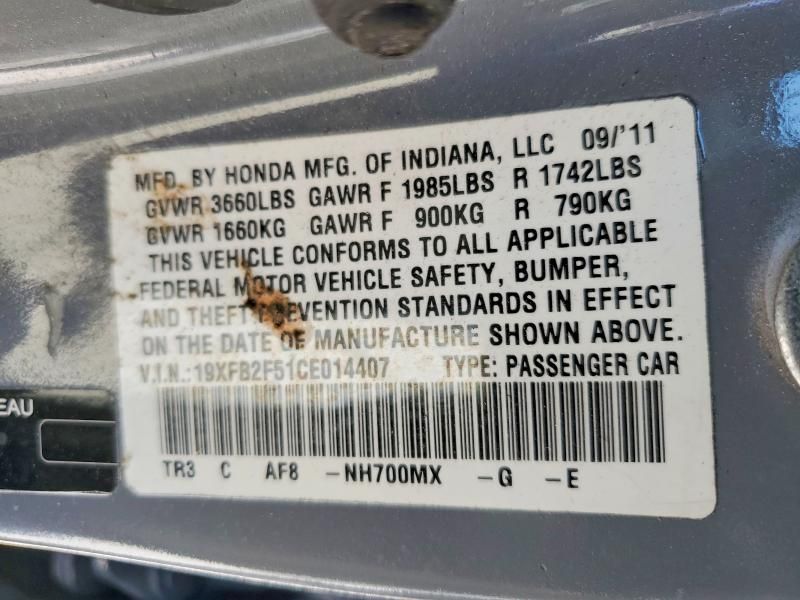 MFD. BY HONDA MFG. OF INDIANA, LLC 09/'11
GVWR 3660LBS GAWR F 1985LBS R 1742LBS
GVWR 1660KG GAWR F 900KG R 790KG
THIS VEHICLE CONFORMS TO ALL APPLICABLE
FEDERAL MOTOR VEHICLE SAFETY, BUMPER,
AND THEFT PREVENTION STANDARDS IN EFFECT
ON THE DATE OF MANUFACTURE SHOWN ABOVE.
V.I.N.: 19XFB2F51CE014407 TYPE: PASSENGER CAR
EAU
TR3 C AF8 -NH700MX -G -E